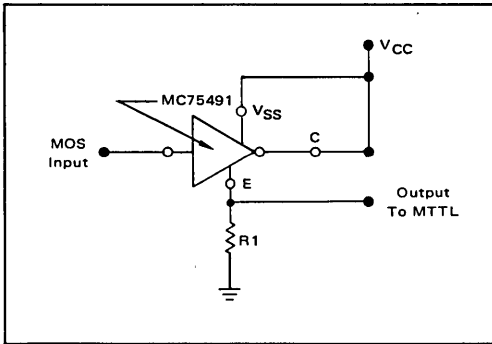 VCC
MC75491
VSS
C
MOS
Input
E
Output
To MTTL
R1